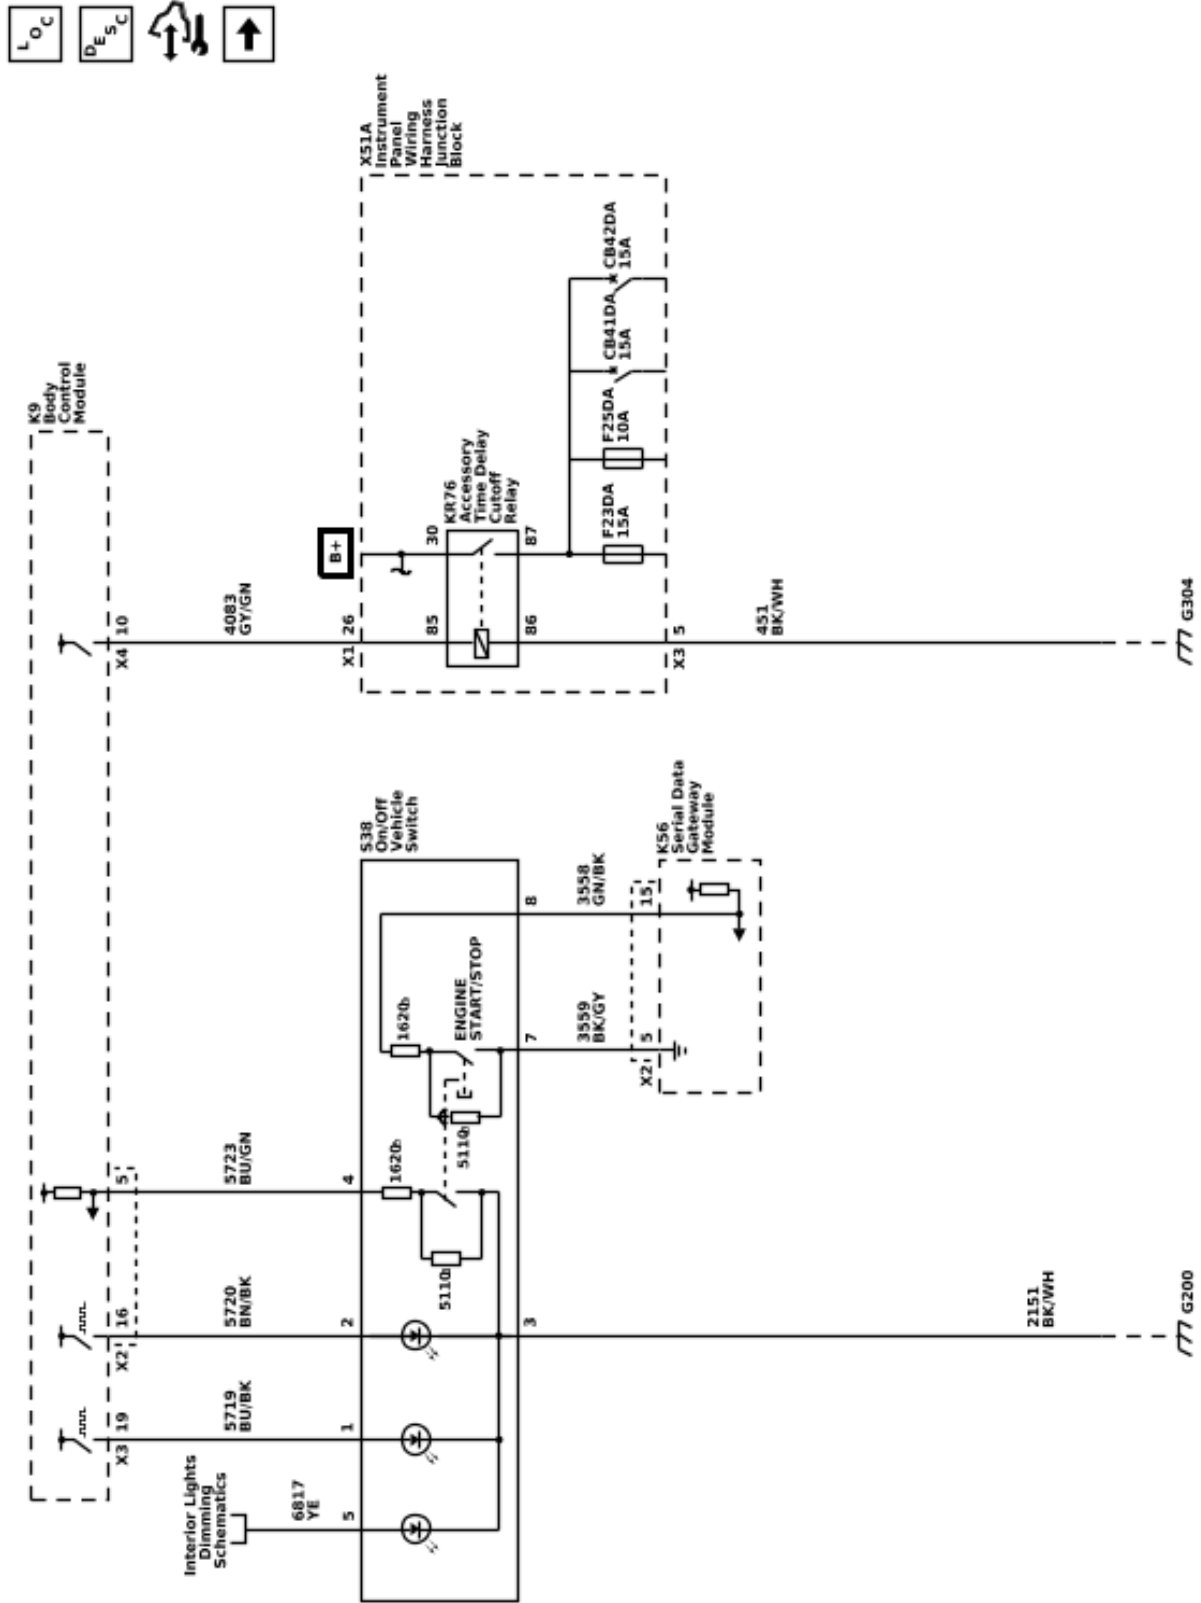 LOC
DESC
K9
Body
Control
Module
X51A
Instrument
Panel
Wiring
Harness
Junction
Block
Interior Lights
Dimming
Schematics
X3 19
X2 16
5
X4 10
6817
YE
5719
BU/BK
5720
BN/BK
5723
BU/GN
4083
GY/GN
B+
5
1
2
4
S38
On/Off
Vehicle
Switch
X1 26
85
30
KR76
Accessory
Time Delay
Cutoff
Relay
86
87
5110
1620
5110
1620
ENGINE
START/STOP
F23DA
15A
F25DA
10A
CB41DA
15A
CB42DA
15A
3
7
8
3559
BK/GY
3558
GN/BK
X2 5
15
K56
Serial Data
Gateway
Module
X3 5
451
BK/WH
2151
BK/WH
G200
G304